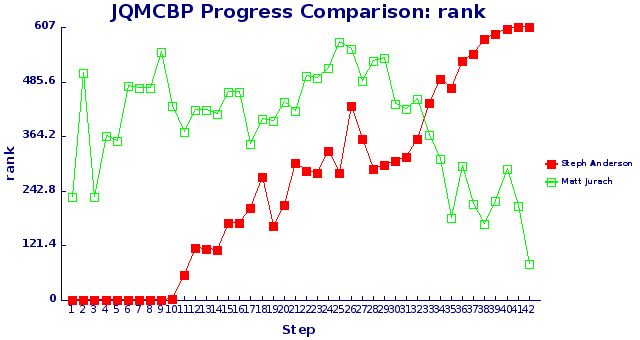 JQMCBP Progress Comparison: rank
607
485.6
364.2
242.8
121.4
0
rank
1 2 3 4 5 6 7 8 9 10 11 12 13 14 15 16 17 18 19 20 21 22 23 24 25 26 27 28 29 30 31 32 33 34 35 36 37 38 39 40 41 42
Step
Steph Anderson
Matt Jurach